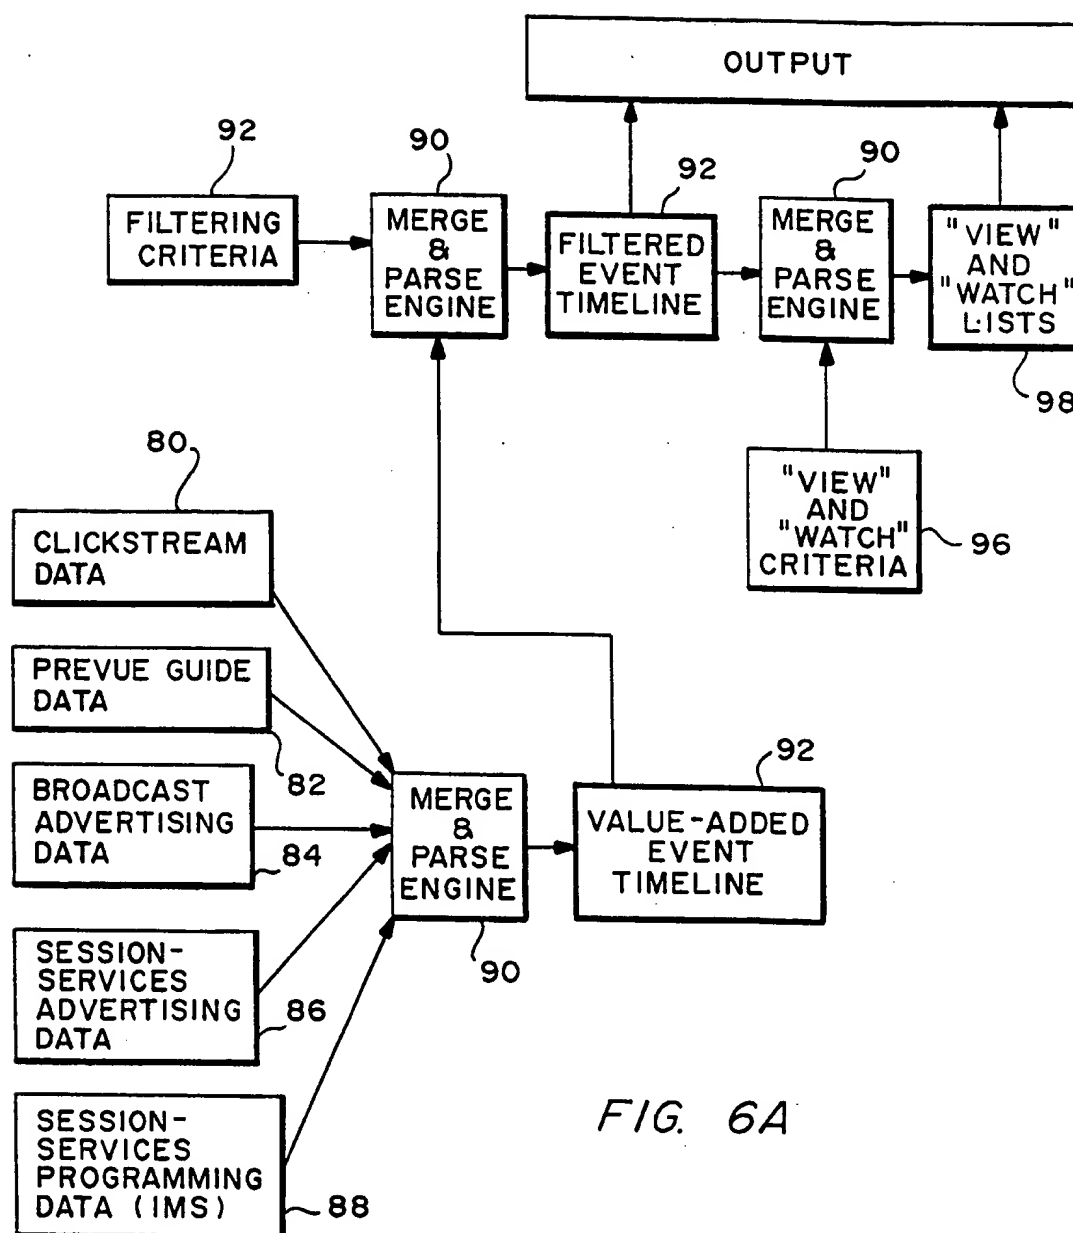 OUTPUT
92
FILTERING
CRITERIA
90
MERGE
&
PARSE
ENGINE
92
FILTERED
EVENT
TIMELINE
90
MERGE
&
PARSE
ENGINE
"VIEW"
AND
"WATCH"
L·ISTS
98
"VIEW"
AND
"WATCH"
CRITERIA
96
80
CLICKSTREAM
DATA
PREVUE GUIDE
DATA
82
BROADCAST
ADVERTISING
DATA
84
SESSION-
SERVICES
ADVERTISING
DATA
86
SESSION-
SERVICES
PROGRAMMING
DATA (IMS)
88
MERGE
&
PARSE
ENGINE
90
92
VALUE-ADDED
EVENT
TIMELINE
FIG. 6A